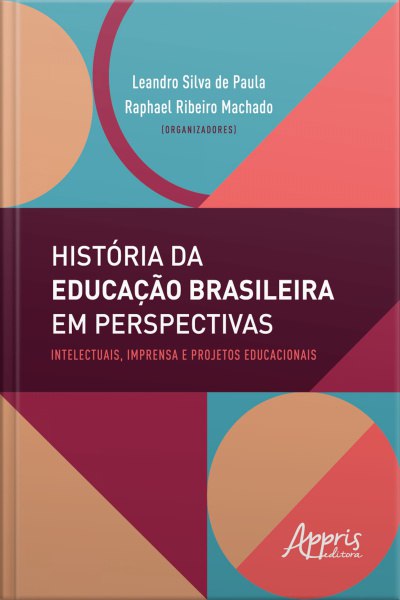 Leandro Silva de Paula
Raphael Ribeiro Machado
(ORGANIZADORES)
HISTÓRIA DA
EDUCAÇÃO BRASILEIRA
EM PERSPECTIVAS
INTELECTUAIS, IMPRENSA E PROJETOS EDUCACIONAIS
Appris
editora